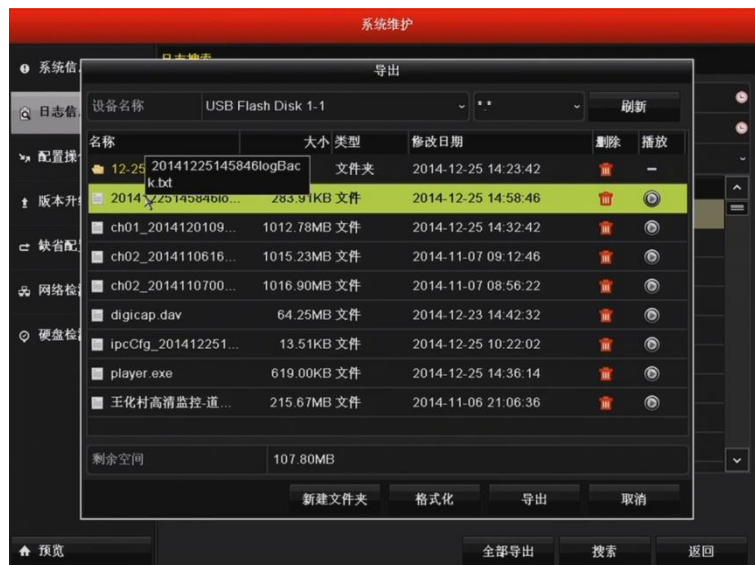 系统维护
日志搜索
系统信
导出
日志信
设备名称 USB Flash Disk 1-1 *.* 刷新
名称 大小 类型 修改日期 删除 播放
配置操
12-25 文件夹 2014-12-25 14:23:42
20141225145846logBac
k.txt
版本升
20141225145846lo... 283.91KB 文件 2014-12-25 14:58:46
ch01_2014120109... 1012.78MB 文件 2014-12-25 14:32:42
缺省配
ch02_2014110616... 1015.23MB 文件 2014-11-07 09:12:46
网络检
ch02_2014110700... 1016.90MB 文件 2014-11-07 08:56:22
digicap.dav 64.25MB 文件 2014-12-23 14:42:32
硬盘检
ipcCfg_201412251... 13.51KB 文件 2014-12-25 10:22:02
player.exe 619.00KB 文件 2014-12-25 14:36:14
王化村高清监控-道... 215.67MB 文件 2014-11-06 21:06:36
剩余空间 107.80MB
新建文件夹 格式化 导出 取消
预览 全部导出 搜索 返回